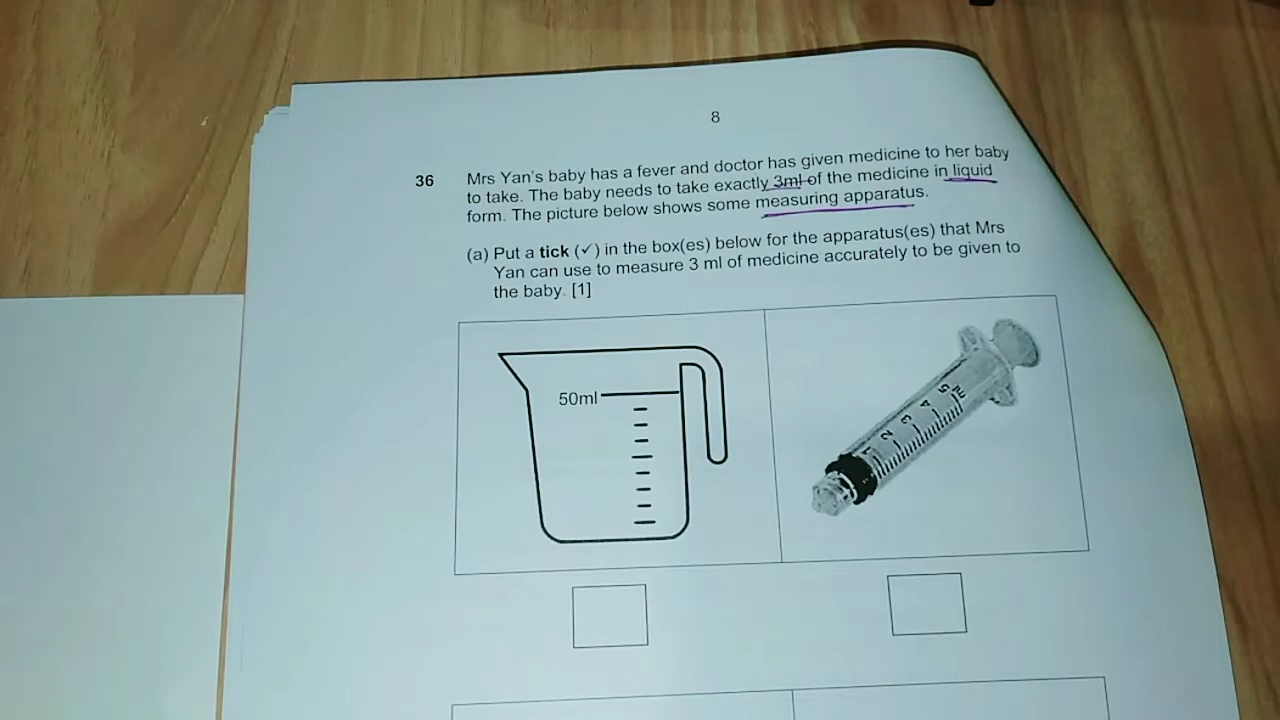 8
36 Mrs Yan's baby has a fever and doctor has given medicine to her baby
to take. The baby needs to take exactly 3ml of the medicine in liquid
form. The picture below shows some measuring apparatus.
(a) Put a tick (✓) in the box(es) below for the apparatus(es) that Mrs
Yan can use to measure 3 ml of medicine accurately to be given to
the baby. [1]
50ml
1 2 3 4 5 ml